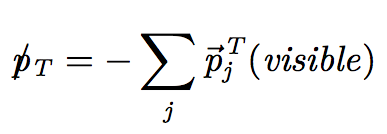 p̸_T = − ∑_j p⃗_j^T (visible)